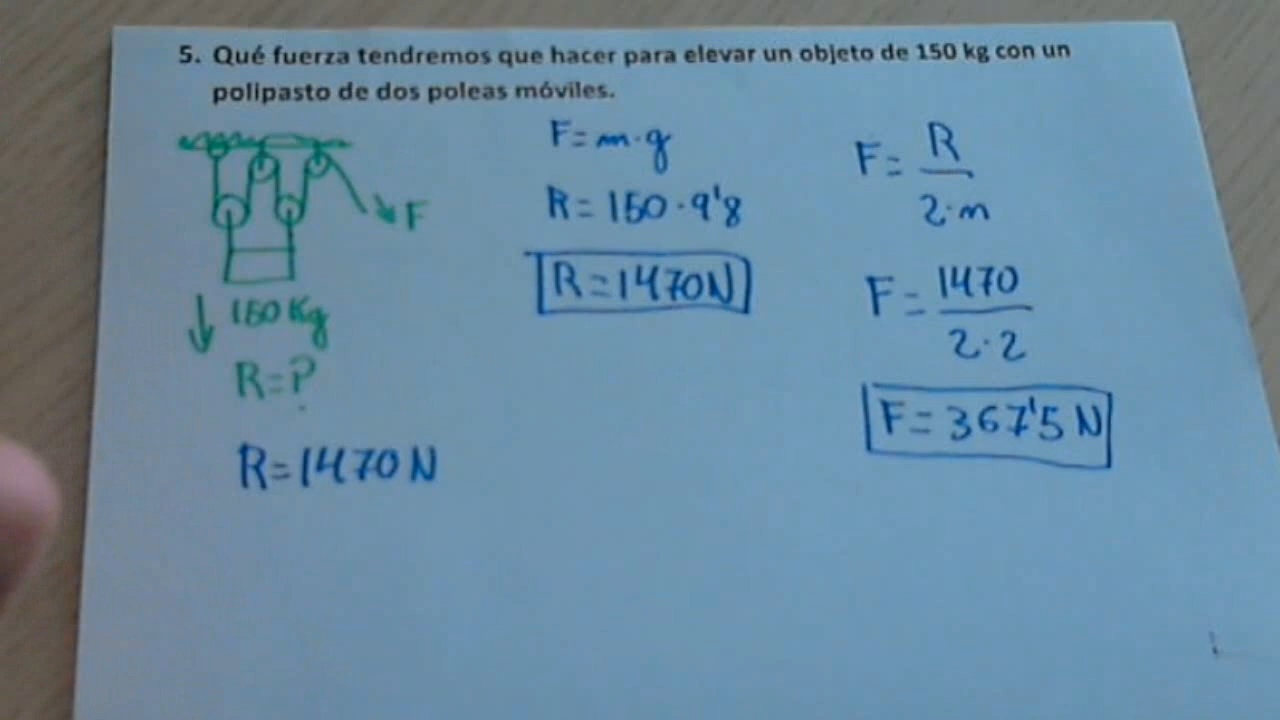 5. Qué fuerza tendremos que hacer para elevar un objeto de 150 kg con un
polipasto de dos poleas móviles.
F
150 Kg
R=?
R=1470 N
F=m·g
R=150·9'8
R=1470N
F= R
2·n
F= 1470
2·2
F=367'5 N